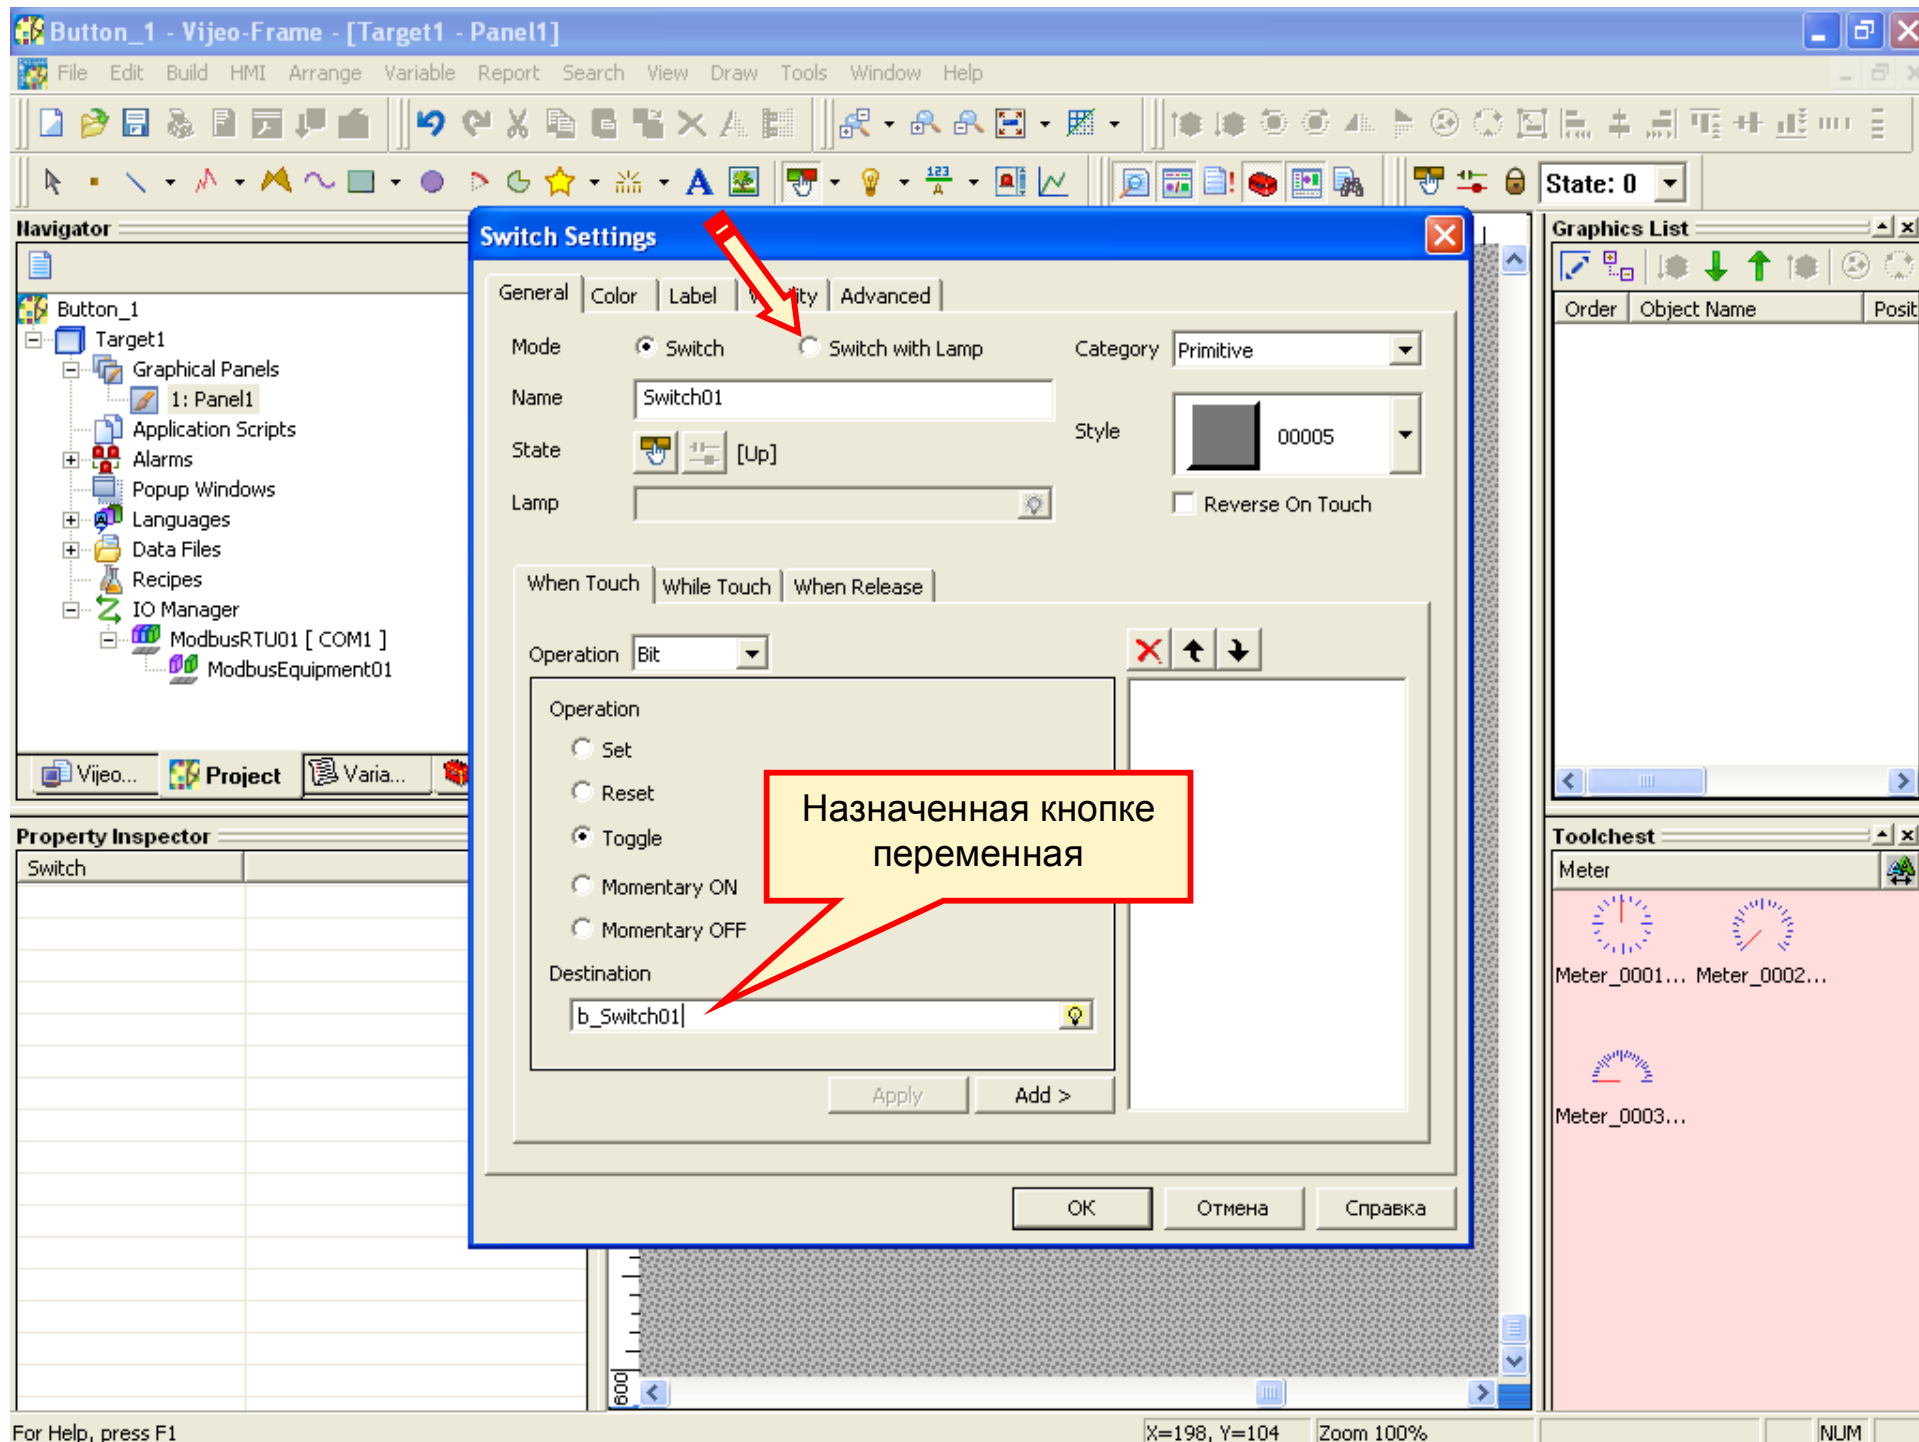 Button_1 - Vijeo-Frame - [Target1 - Panel1]
File Edit Build HMI Arrange Variable Report Search View Draw Tools Window Help
State: 0
Navigator
Button_1
Target1
Graphical Panels
1: Panel1
Application Scripts
Alarms
Popup Windows
Languages
Data Files
Recipes
IO Manager
ModbusRTU01 [ COM1 ]
ModbusEquipment01
Vijeo... Project Varia...
Property Inspector
Switch
Switch Settings
General Color Label Advanced
Mode Switch Switch with Lamp Category Primitive
Name Switch01
Style 00005
State [Up]
Lamp
Reverse On Touch
When Touch While Touch When Release
Operation Bit
Operation
Set
Reset
Toggle
Momentary ON
Momentary OFF
Назначенная кнопке
переменная
Destination
b_Switch01
Apply Add >
OK Отмена Справка
Graphics List
Order Object Name Posit
Toolchest
Meter
Meter_0001... Meter_0002...
Meter_0003...
600
For Help, press F1 X=198, Y=104 Zoom 100% NUM